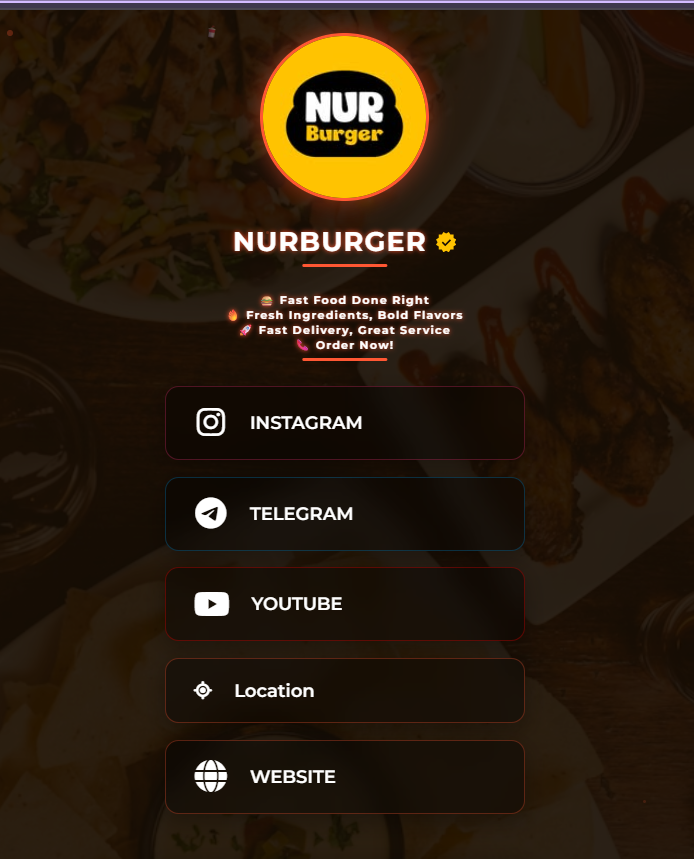 NUR
Burger
NURBURGER
🍔 Fast Food Done Right
🔥 Fresh Ingredients, Bold Flavors
🚀 Fast Delivery, Great Service
📞 Order Now!
INSTAGRAM
TELEGRAM
YOUTUBE
Location
WEBSITE